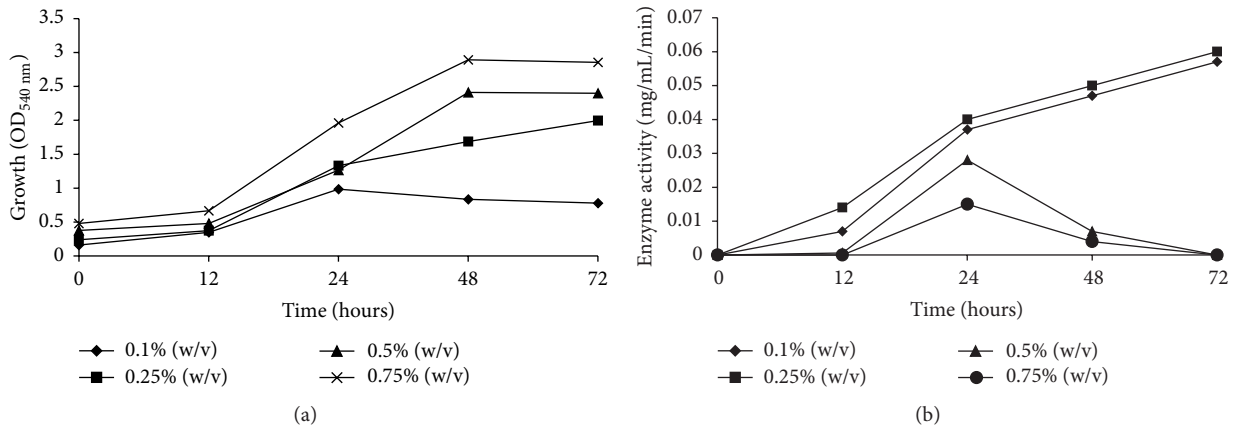 3.5
3
2.5
2
1.5
1
0.5
0
Growth (OD540 nm)
0 12 24 48 72
Time (hours)
0.1% (w/v) 0.5% (w/v)
0.25% (w/v) 0.75% (w/v)
(a)
0.07
0.06
0.05
0.04
0.03
0.02
0.01
0
Enzyme activity (mg/mL/min)
0 12 24 48 72
Time (hours)
0.1% (w/v) 0.5% (w/v)
0.25% (w/v) 0.75% (w/v)
(b)